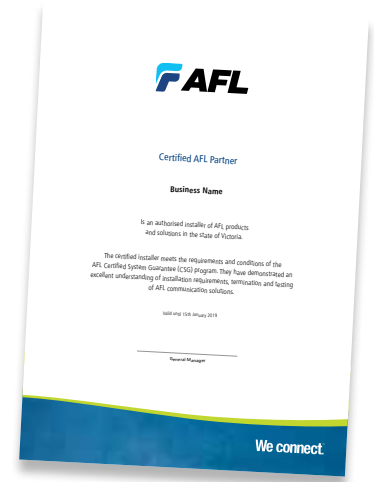 AFL
Certified AFL Partner
Business Name
is an authorised installer of AFL products
and solutions in the state of Victoria.
The certified installer meets the requirements and conditions of the
AFL Certified System Guarantee (CSG) program. They have demonstrated an
excellent understanding of installation requirements, termination and testing
of AFL communication solutions.
Valid until 15th January 2019
General Manager
We connect.